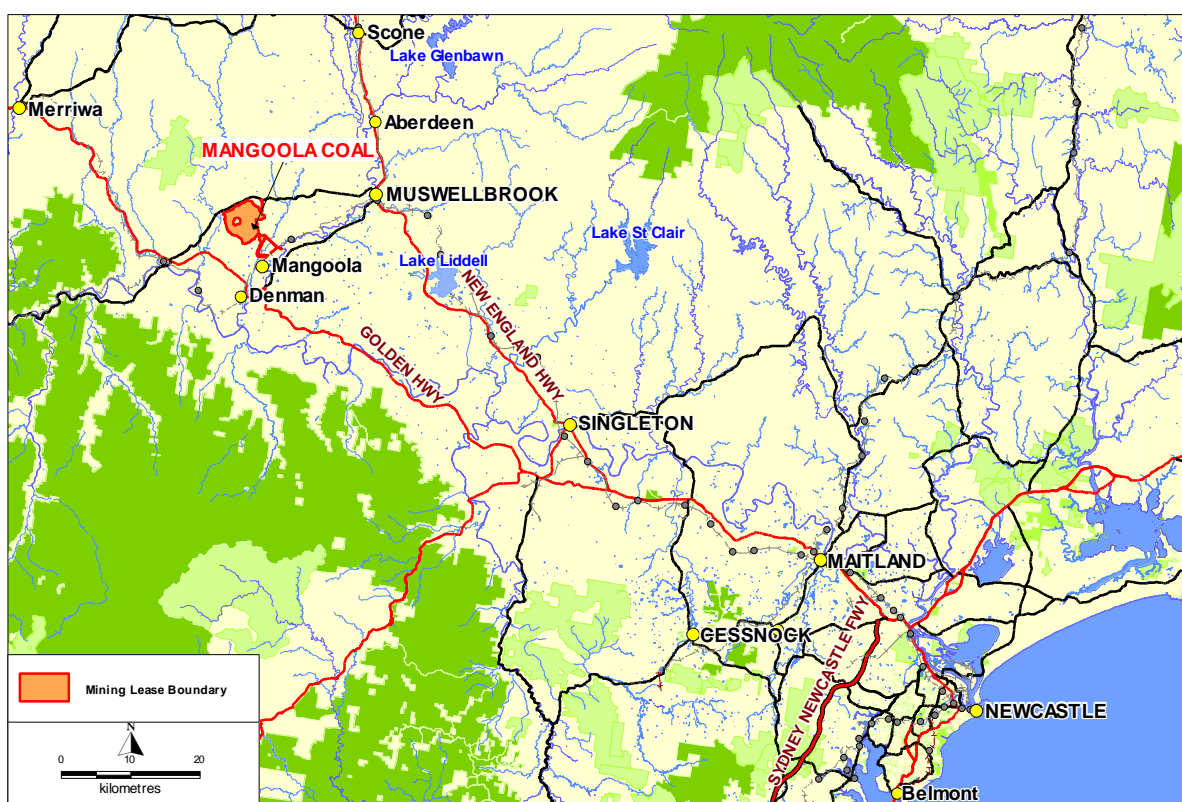 Scone
Lake Glenbawn
Merriwa
Aberdeen
MANGOOLA COAL
MUSWELLBROOK
Lake St Clair
Lake Liddell
Mangoola
Denman
NEW ENGLAND HWY
GOLDEN HWY
SINGLETON
MAITLAND
CESSNOCK
SYDNEY NEWCASTLE FWY
NEWCASTLE
Belmont
Mining Lease Boundary
N
0 10 20
kilometres